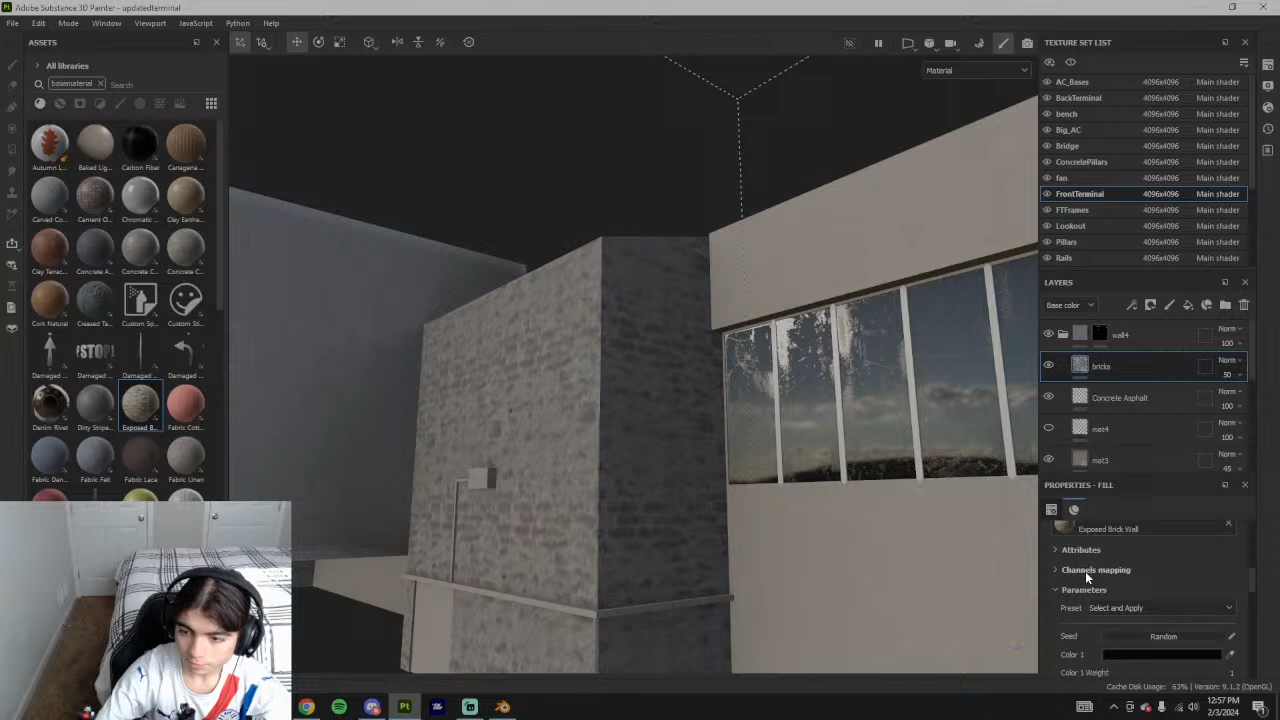 Adobe Substance 3D Painter - updatedterminal
File Edit Mode Window Viewport JavaScript Python Help
ASSETS
All libraries
basematerial Search
Autumn L... Baked Lig... Carbon Fiber Cartagena ...
Carved Co... Cement O... Chromatic ... Clay Earthe...
Clay Terrac... Concrete A... Concrete C... Concrete C...
Cork Natural Creased Ta... Custom Sp... Custom Sti...
STOP!
Damaged ... Damaged ... Damaged ... Damaged ...
Denim Rivet Dirty Stripe... Exposed B... Fabric Cott...
Fabric Den... Fabric Felt Fabric Lace Fabric Linen
Material
TEXTURE SET LIST
AC_Bases 4096x4096 Main shader
BackTerminal 4096x4096 Main shader
bench 4096x4096 Main shader
Big_AC 4096x4096 Main shader
Bridge 4096x4096 Main shader
ConcretePillars 4096x4096 Main shader
fan 4096x4096 Main shader
FrontTerminal 4096x4096 Main shader
FTFrames 4096x4096 Main shader
Lookout 4096x4096 Main shader
Pillars 4096x4096 Main shader
Rails 4096x4096 Main shader
LAYERS
Base color
wall4 Norm 100
bricks Norm 50
Concrete Asphalt Norm 100
mat4 Norm 100
mat3 Norm 45
PROPERTIES - FILL
Exposed Brick Wall
Attributes
Channels mapping
Parameters
Preset Select and Apply
Seed Random
Color 1
Color 1 Weight 1
Cache Disk Usage: 63% | Version: 9.1.2 (OpenGL)
Pt
12:57 PM
2/3/2024